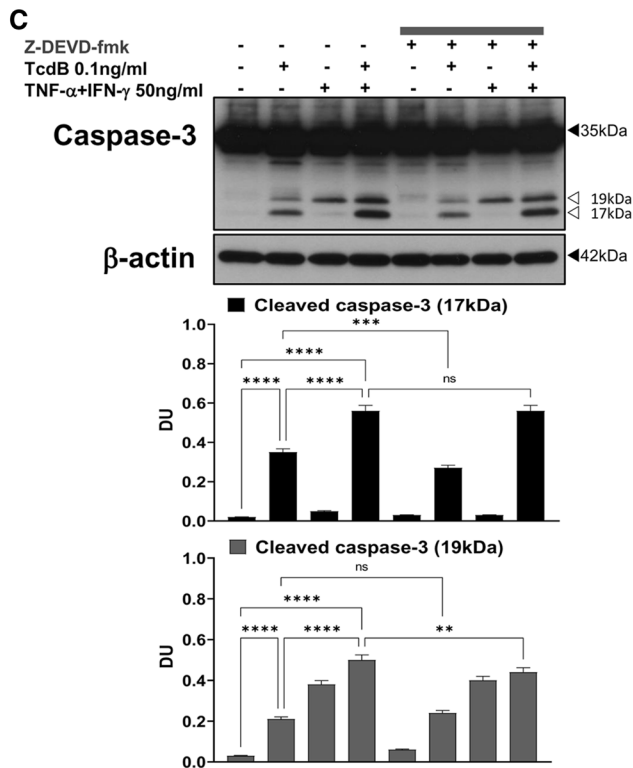 C
Z-DEVD-fmk - - - - + + + +
TcdB 0.1ng/ml - + - + - + - +
TNF-α+IFN-γ 50ng/ml - - + + - - + +
Caspase-3
35kDa
19kDa
17kDa
β-actin
42kDa
Cleaved caspase-3 (17kDa)
1.0
0.8
0.6
0.4
0.2
0.0
DU
***
****
**** ****
ns
Cleaved caspase-3 (19kDa)
1.0
0.8
0.6
0.4
0.2
0.0
DU
ns
****
**** **** **